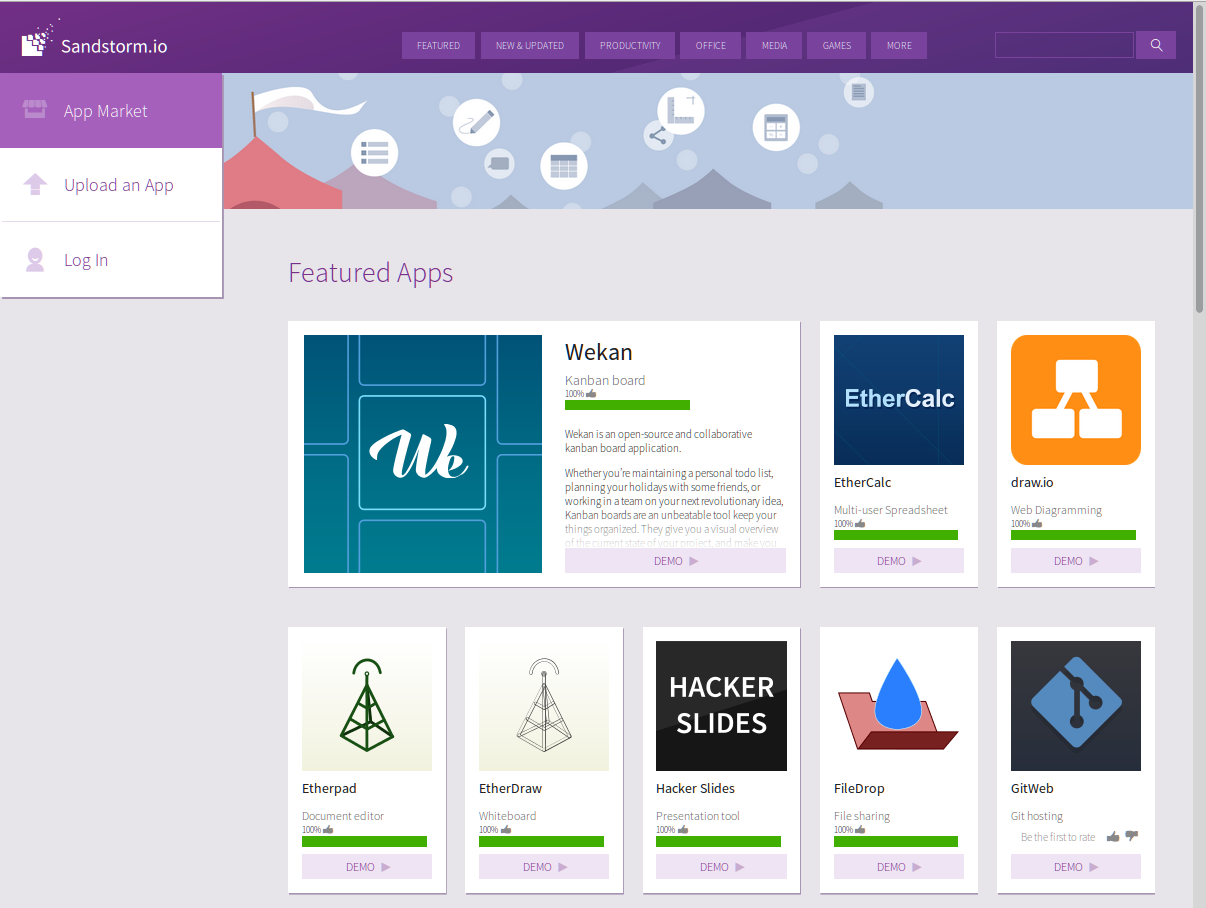 Sandstorm.io
FEATURED
NEW & UPDATED
PRODUCTIVITY
OFFICE
MEDIA
GAMES
MORE
App Market
Upload an App
Log In
Featured Apps
We
Wekan
Kanban board
100%
Wekan is an open-source and collaborative
kanban board application.
Whether you're maintaining a personal todo list,
planning your holidays with some friends, or
working in a team on your next revolutionary idea,
Kanban boards are an unbeatable tool keep your
things organized. They give you a visual overview
of the current state of your project, and make you
DEMO
EtherCalc
EtherCalc
Multi-user Spreadsheet
100%
DEMO
draw.io
Web Diagramming
100%
DEMO
Etherpad
Document editor
100%
DEMO
EtherDraw
Whiteboard
100%
DEMO
HACKER
SLIDES
Hacker Slides
Presentation tool
100%
DEMO
FileDrop
File sharing
100%
DEMO
GitWeb
Git hosting
Be the first to rate
DEMO